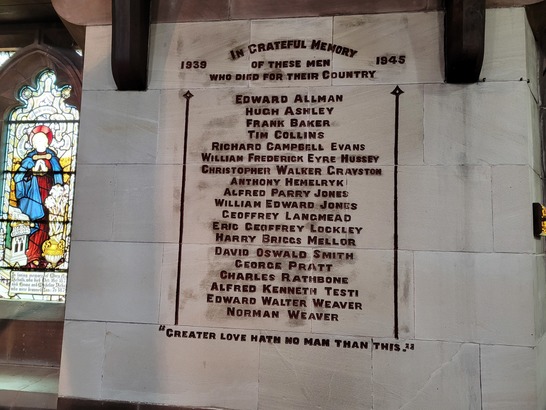 In Grateful Memory
1939 of these men 1945
who died for their Country
Edward Allman
Hugh Ashley
Frank Baker
Tim Collins
Richard Campbell Evans
William Frederick Eyre Hussey
Christopher Walker Grayston
Anthony Hemelryk
Alfred Parry Jones
William Edward Jones
Geoffrey Langmead
Eric Geoffrey Lockley
Harry Briggs Mellor
David Oswald Smith
George Pratt
Charles Rathbone
Alfred Kenneth Testi
Edward Walter Weaver
Norman Weaver
"Greater love hath no man than this."